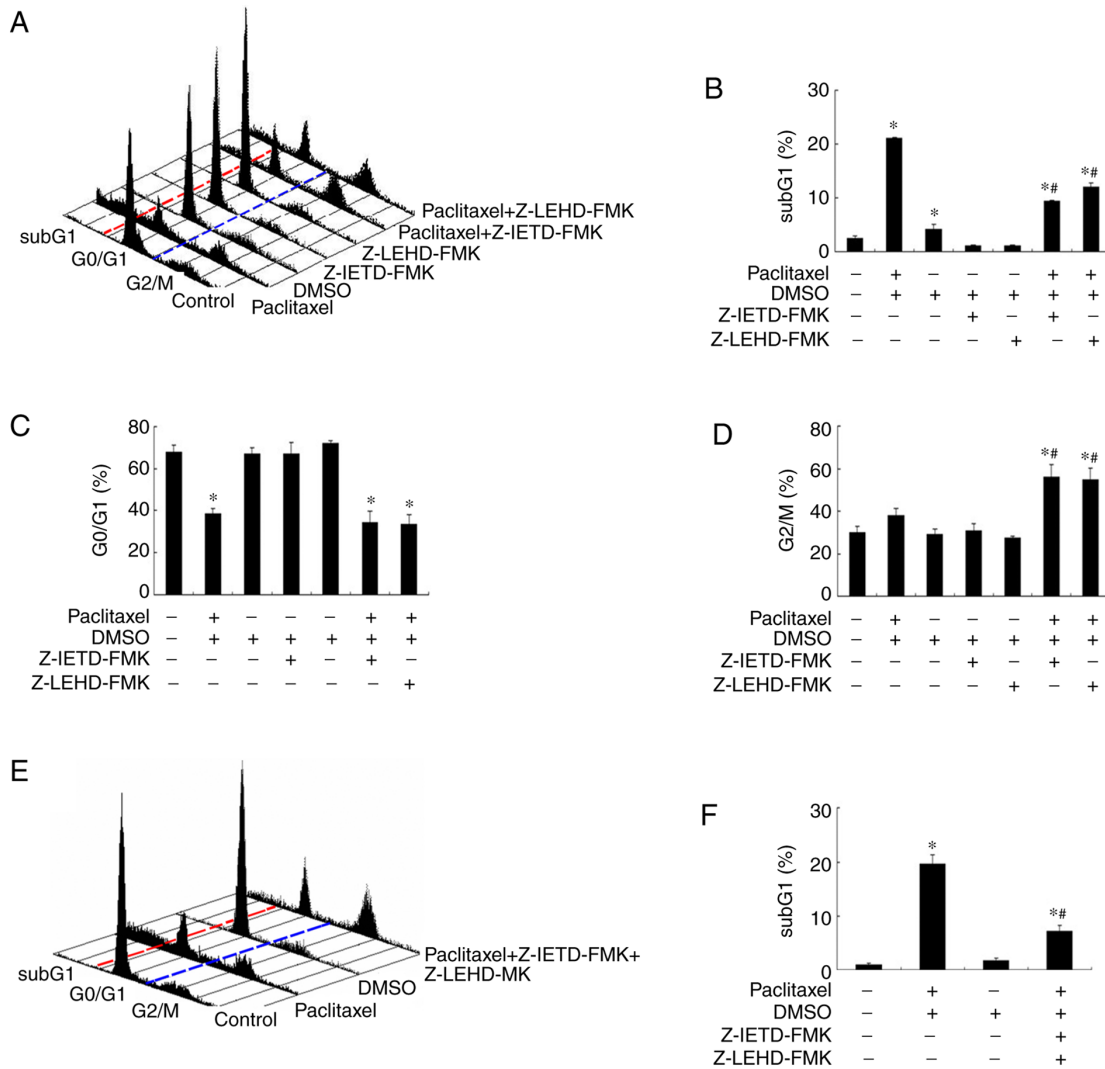 A
subG1
G0/G1
G2/M
Control
Paclitaxel
DMSO
Z-IETD-FMK
Z-LEHD-FMK
Paclitaxel+Z-IETD-FMK
Paclitaxel+Z-LEHD-FMK
B
subG1 (%)
30
20
10
0
* * *# *#
Paclitaxel − + − − − + +
DMSO − + + + + + +
Z-IETD-FMK − − − + − + −
Z-LEHD-FMK − − − − + − +
C
G0/G1 (%)
80
60
40
20
0
* * *
Paclitaxel − + − − − + +
DMSO − + + + + + +
Z-IETD-FMK − − − + − + −
Z-LEHD-FMK − − − − − − +
D
G2/M (%)
80
60
40
20
0
*# *#
Paclitaxel − + − − − + +
DMSO − + + + + + +
Z-IETD-FMK − − − + − + −
Z-LEHD-FMK − − − − + − +
E
subG1
G0/G1
G2/M
Control
Paclitaxel
DMSO
Paclitaxel+Z-IETD-FMK+
Z-LEHD-MK
F
subG1 (%)
30
20
10
0
* *#
Paclitaxel − + − +
DMSO − + + +
Z-IETD-FMK − − − +
Z-LEHD-FMK − − − +